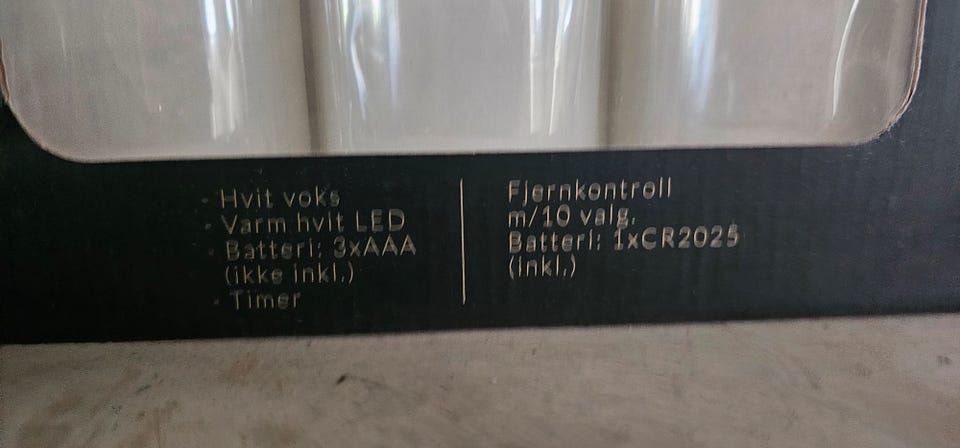 - Hvit voks
- Varm hvit LED
- Batteri: 3xAAA
(ikke inkl.)
- Timer
Fjernkontroll
m/10 valg.
Batteri: 1xCR2025
(inkl.)